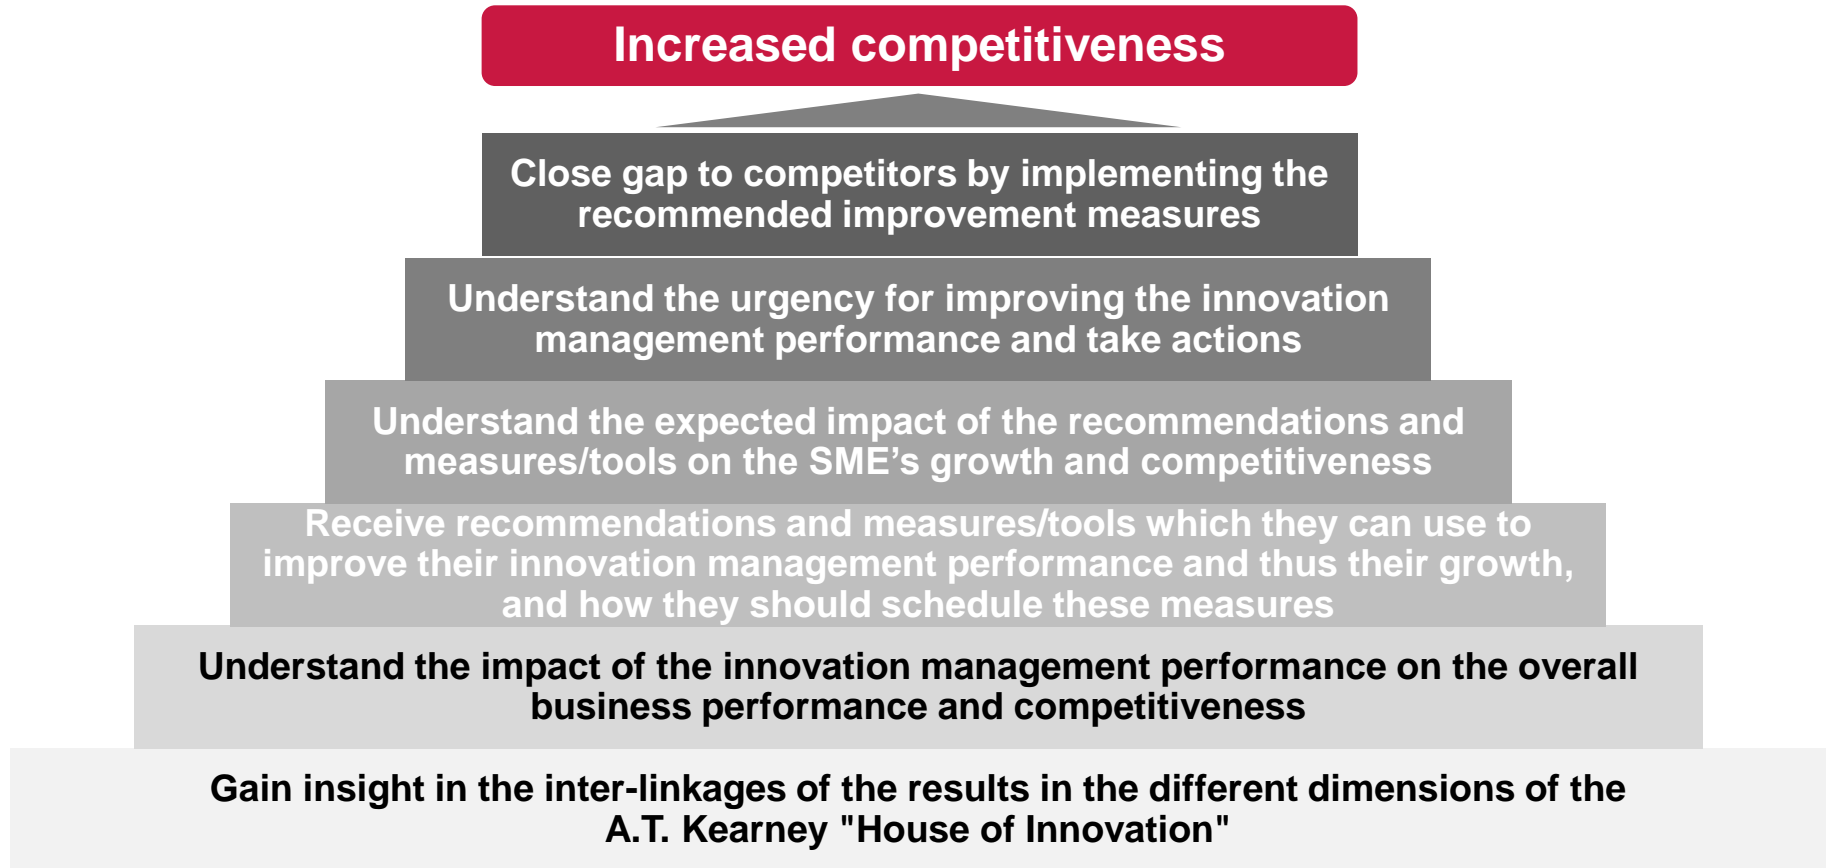 Increased competitiveness
Close gap to competitors by implementing the
recommended improvement measures
Understand the urgency for improving the innovation
management performance and take actions
Understand the expected impact of the recommendations and
measures/tools on the SME’s growth and competitiveness
Receive recommendations and measures/tools which they can use to
improve their innovation management performance and thus their growth,
and how they should schedule these measures
Understand the impact of the innovation management performance on the overall
business performance and competitiveness
Gain insight in the inter-linkages of the results in the different dimensions of the
A.T. Kearney "House of Innovation"